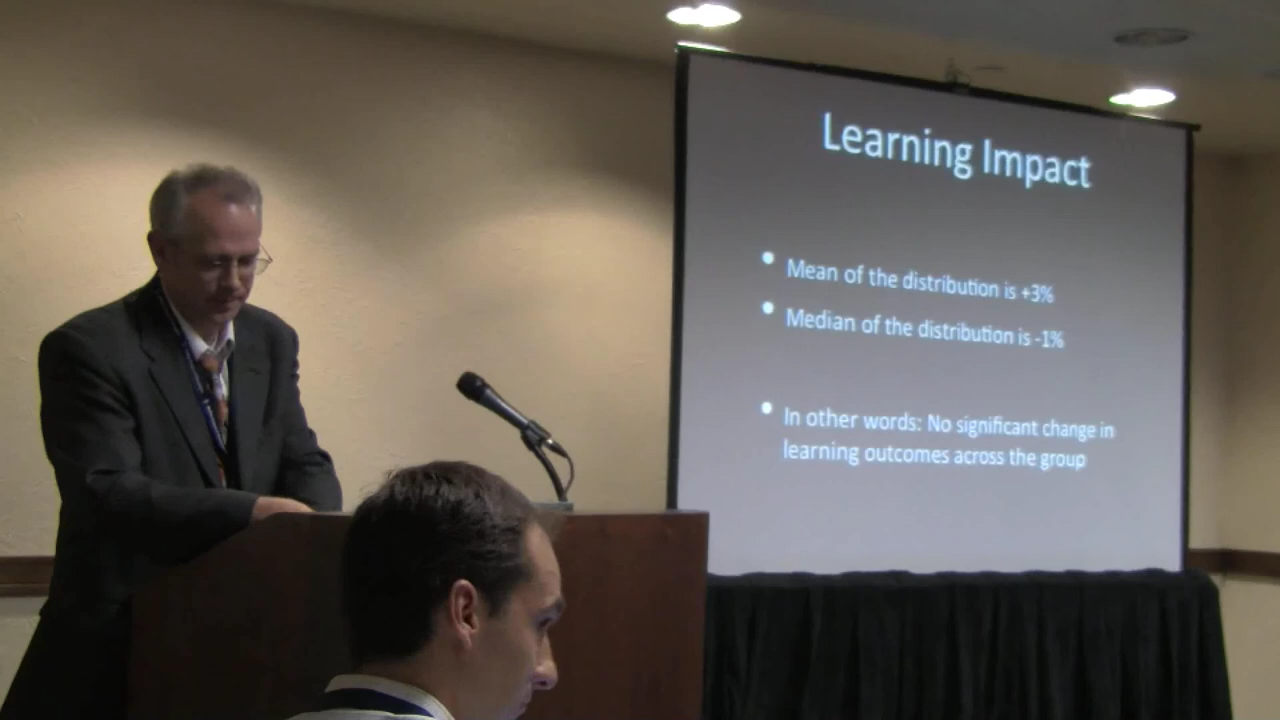 Learning Impact
Mean of the distribution is +3%
Median of the distribution is -1%
In other words: No significant change in
learning outcomes across the group